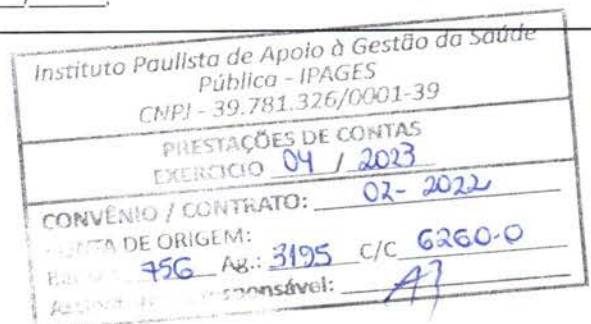 Instituto Paulista de Apoio à Gestão da Saúde
Pública - IPAGES
CNPJ - 39.781.326/0001-39
PRESTAÇÕES DE CONTAS
EXERCICIO 04 / 2023
CONVÊNIO / CONTRATO: 02- 2022
DE ORIGEM:
756 Ag.: 3195 C/C 6260-0